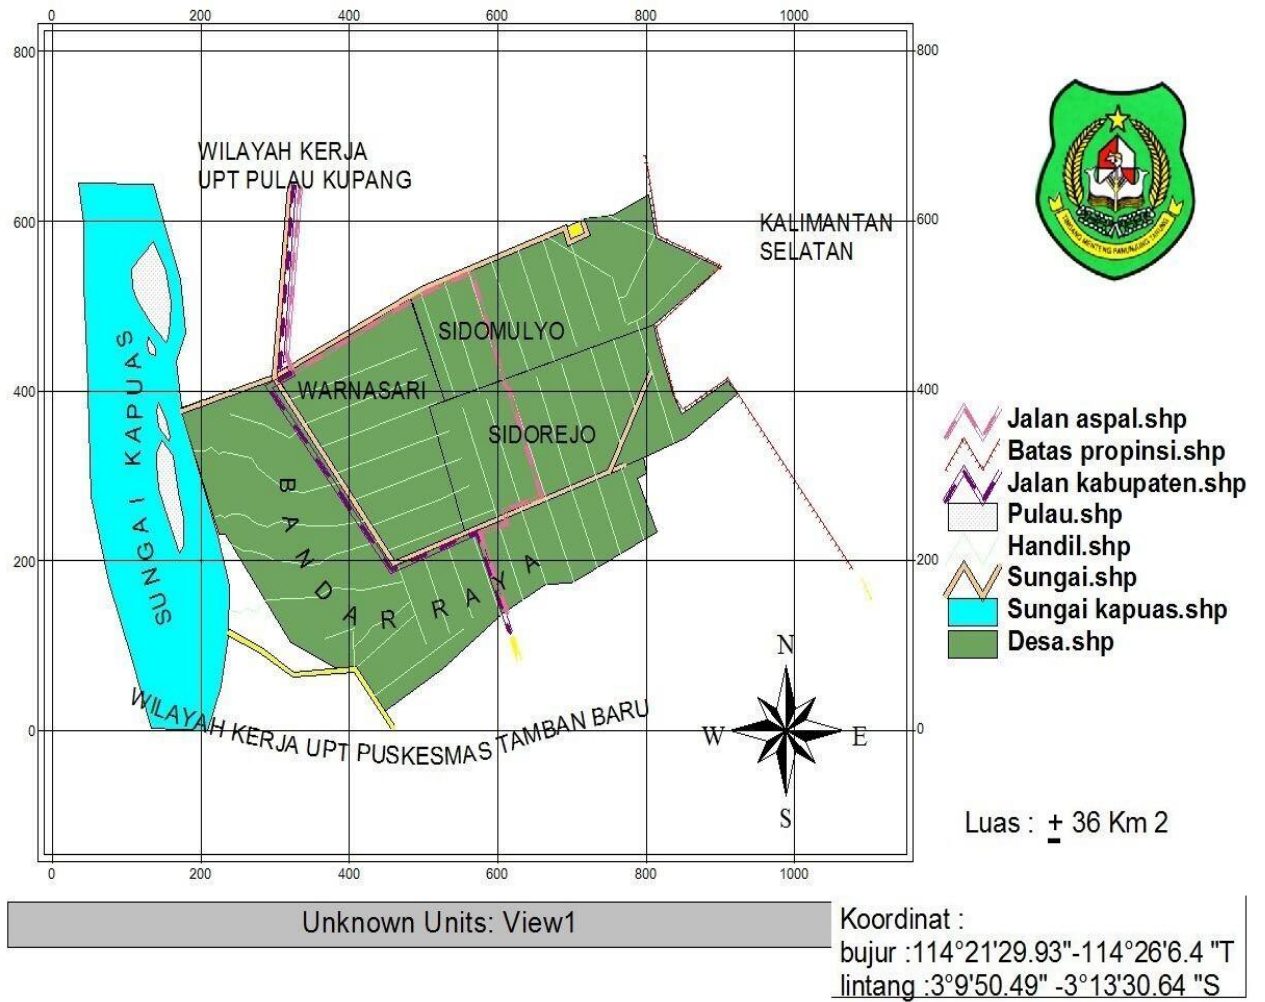 0 200 400 600 800 1000
800 800
WILAYAH KERJA
UPT PULAU KUPANG
600 600
KALIMANTAN
SELATAN
SIDOMULYO
WARNASARI
400 400
SIDOREJO
SUNGAI KAPUAS
BANDAR RAYA
200 200
WILAYAH KERJA UPT PUSKESMAS TAMBAN BARU
0 0
0 200 400 600 800 1000
Jalan aspal.shp
Batas propinsi.shp
Jalan kabupaten.shp
Pulau.shp
Handil.shp
Sungai.shp
Sungai kapuas.shp
Desa.shp
N
W E
S
Luas : ± 36 Km 2
Unknown Units: View1
Koordinat :
bujur :114°21'29.93"-114°26'6.4 "T
lintang :3°9'50.49" -3°13'30.64 "S